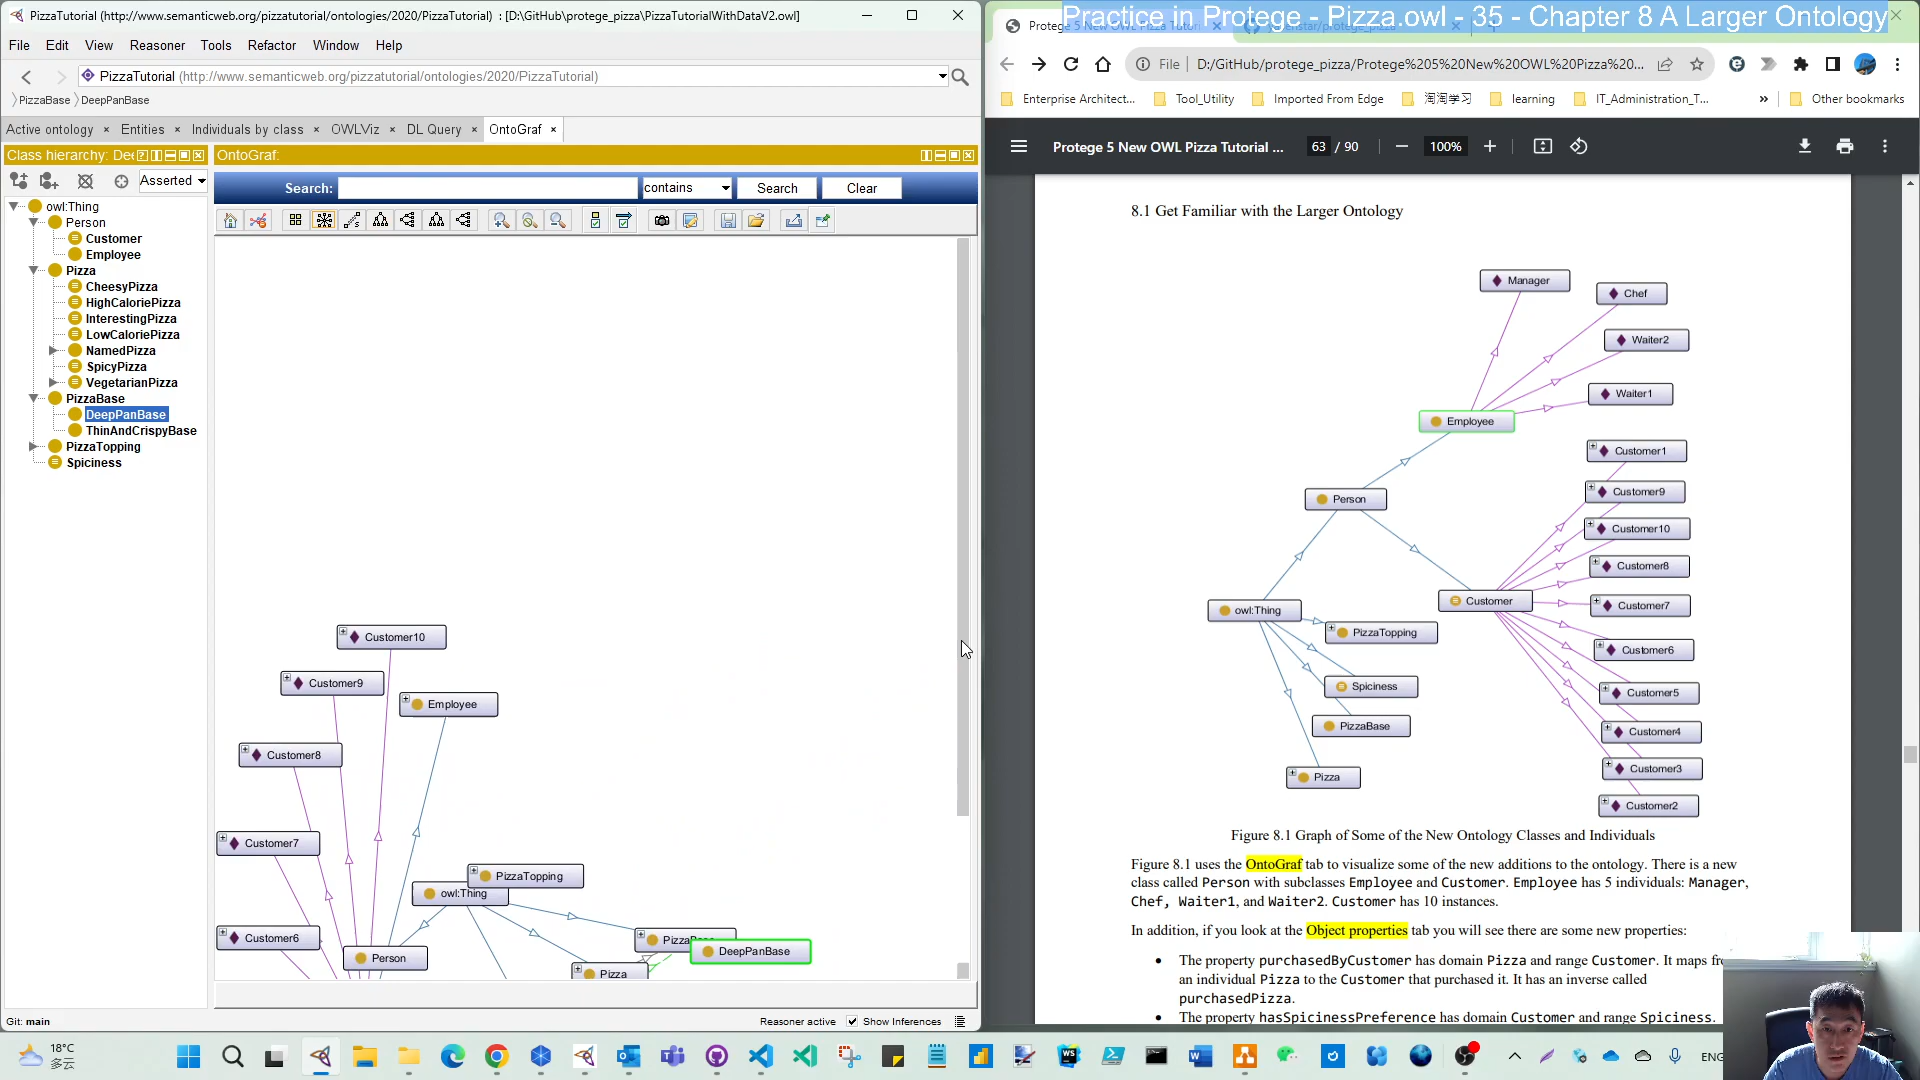 PizzaTutorial (http://www.semanticweb.org/pizzatutorial/ontologies/2020/PizzaTutorial) : [D:\GitHub\protege_pizza\PizzaTutorialWithDataV2.owl]
File Edit View Reasoner Tools Refactor Window Help
PizzaTutorial (http://www.semanticweb.org/pizzatutorial/ontologies/2020/PizzaTutorial)
PizzaBase DeepPanBase
Active ontology × Entities × Individuals by class × OWLViz × DL Query × OntoGraf ×
Class hierarchy: Dee
Asserted
owl:Thing
Person
Customer
Employee
Pizza
CheesyPizza
HighCaloriePizza
InterestingPizza
LowCaloriePizza
NamedPizza
SpicyPizza
VegetarianPizza
PizzaBase
DeepPanBase
ThinAndCrispyBase
PizzaTopping
Spiciness
OntoGraf:
Search: contains Search Clear
Customer10
Customer9
Employee
Customer8
Customer7
PizzaTopping
owl:Thing
Customer6
DeepPanBase
Person
Pizza
Git: main
Reasoner active Show Inferences
Practice in Protege - Pizza.owl - 35 - Chapter 8 A Larger Ontology
File D:/GitHub/protege_pizza/Protege%205%20New%20OWL%20Pizza%20...
Enterprise Architect... Tool_Utility Imported From Edge 淘淘学习 learning IT_Administration_T... » Other bookmarks
Protege 5 New OWL Pizza Tutorial ... 63 / 90 100%
8.1 Get Familiar with the Larger Ontology
Manager
Chef
Waiter2
Waiter1
Employee
Customer1
Customer9
Person
Customer10
Customer8
Customer
Customer7
owl:Thing
PizzaTopping
Customer6
Spiciness
Customer5
PizzaBase
Customer4
Customer3
Pizza
Customer2
Figure 8.1 Graph of Some of the New Ontology Classes and Individuals
Figure 8.1 uses the OntoGraf tab to visualize some of the new additions to the ontology. There is a new
class called Person with subclasses Employee and Customer. Employee has 5 individuals: Manager,
Chef, Waiter1, and Waiter2. Customer has 10 instances.
In addition, if you look at the Object properties tab you will see there are some new properties:
• The property purchasedByCustomer has domain Pizza and range Customer. It maps
an individual Pizza to the Customer that purchased it. It has an inverse called
purchasedPizza.
• The property hasSpicinessPreference has domain Customer and range Spiciness.
18°C
多云
ENG